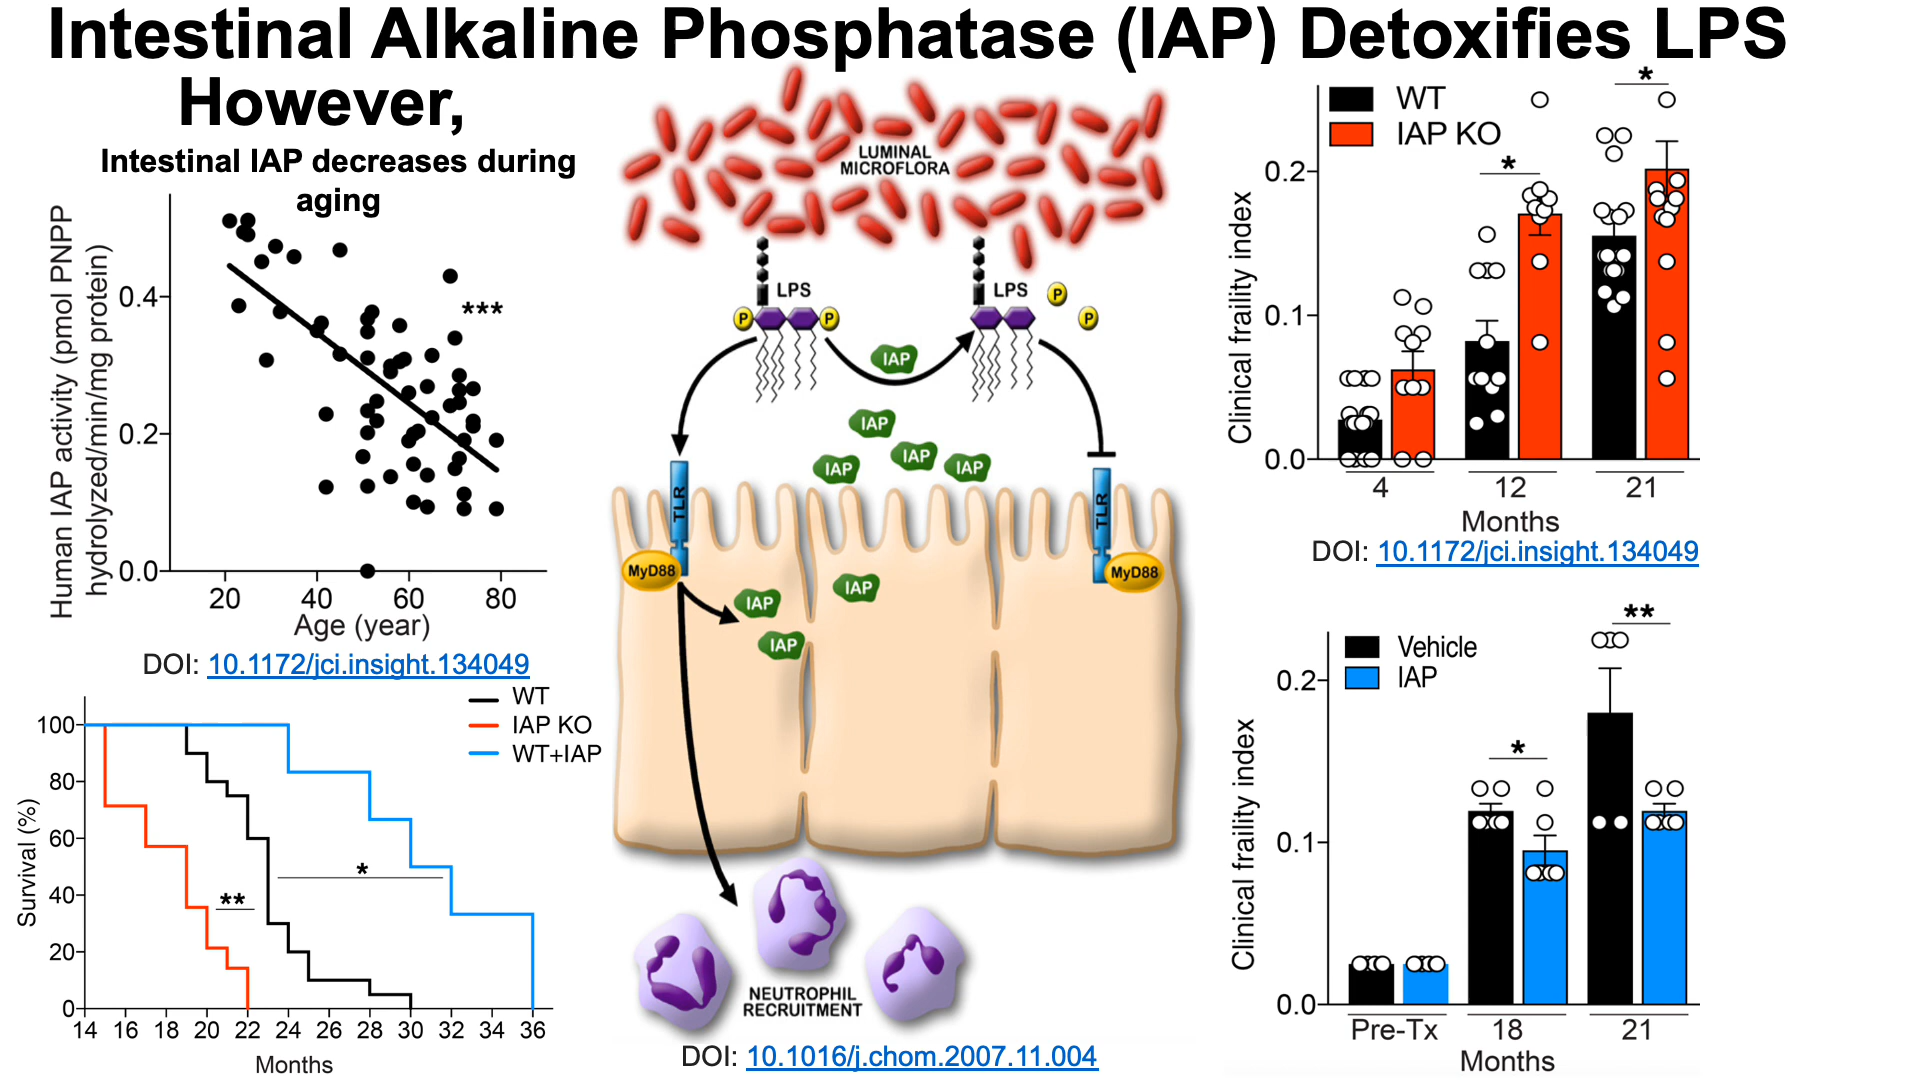 Intestinal Alkaline Phosphatase (IAP) Detoxifies LPS
However,
Intestinal IAP decreases during
aging
Human IAP activity (pmol PNPP
hydrolyzed/min/mg protein)
0.4
0.2
0.0
***
20 40 60 80
Age (year)
DOI: 10.1172/jci.insight.134049
WT
IAP KO
WT+IAP
Survival (%)
100
80
60
40
20
0
**
*
14 16 18 20 22 24 26 28 30 32 34 36
Months
LUMINAL
MICROFLORA
LPS
LPS
P
P
P
P
IAP
IAP
IAP
IAP
IAP
TLR
TLR
MyD88
MyD88
IAP
IAP
IAP
NEUTROPHIL
RECRUITMENT
DOI: 10.1016/j.chom.2007.11.004
WT
IAP KO
*
*
Clinical fraility index
0.2
0.1
0.0
4 12 21
Months
DOI: 10.1172/jci.insight.134049
Vehicle
IAP
*
**
Clinical fraility index
0.2
0.1
0.0
Pre-Tx 18 21
Months